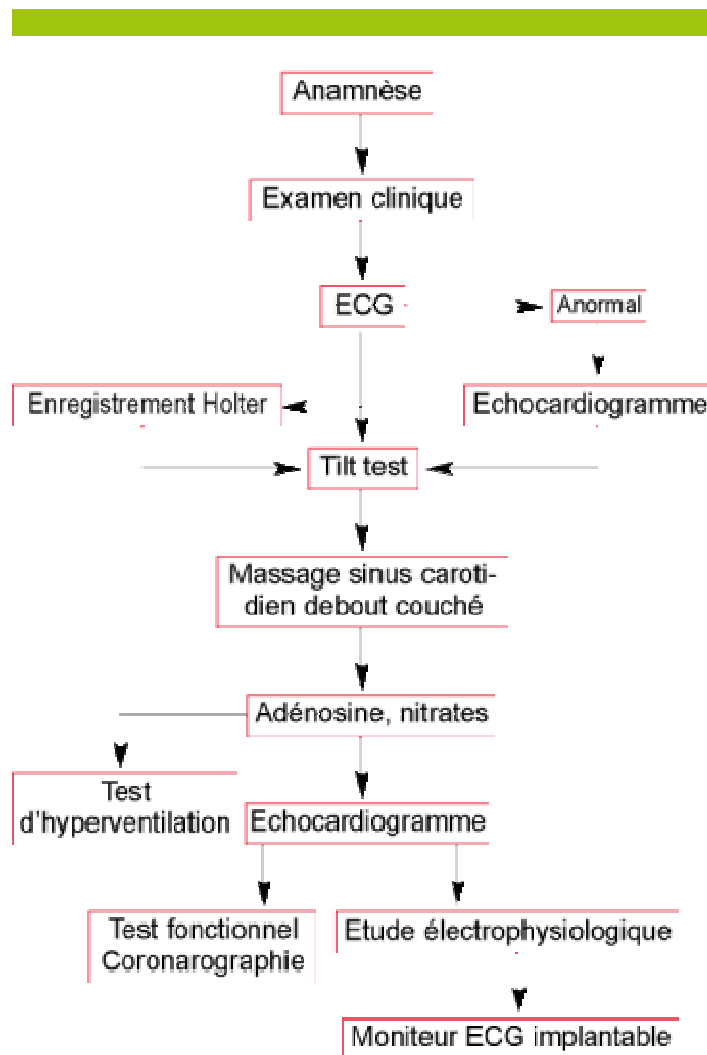 Anamnèse
Examen clinique
ECG
Anormal
Enregistrement Holter
Echocardiogramme
Tilt test
Massage sinus caroti-
dien debout couché
Adénosine, nitrates
Test
d'hyperventilation
Echocardiogramme
Test fonctionnel
Coronarographie
Etude électrophysiologique
Moniteur ECG implantable